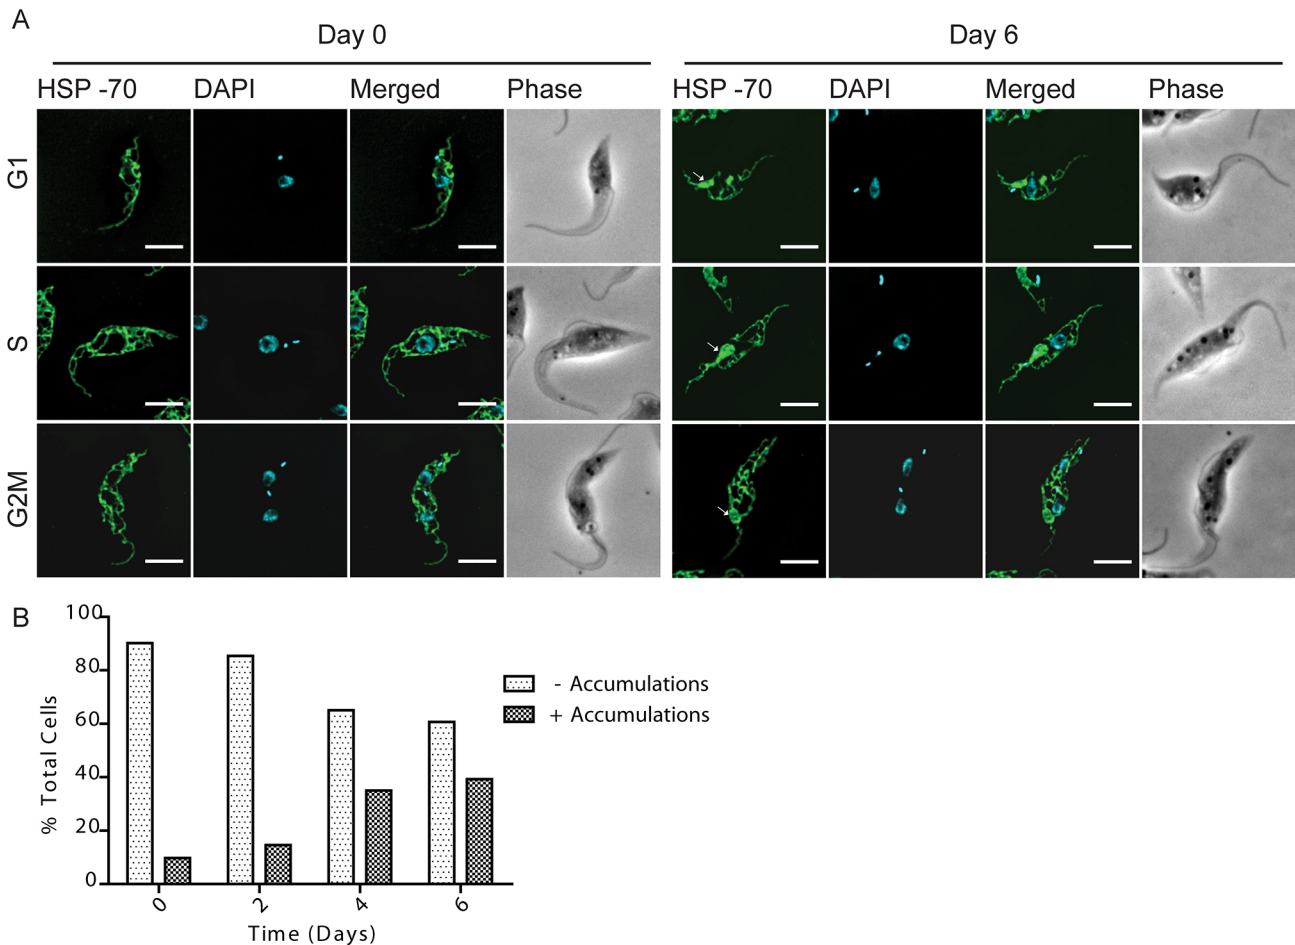 A
Day 0 Day 6
HSP -70 DAPI Merged Phase HSP -70 DAPI Merged Phase
G1
S
G2M
B
100
80
60
40
20
0
% Total Cells
0 2 4 6
Time (Days)
- Accumulations
+ Accumulations